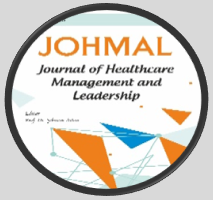 JOHMAL
Journal of Healthcare
Management and
Leadership
Editor